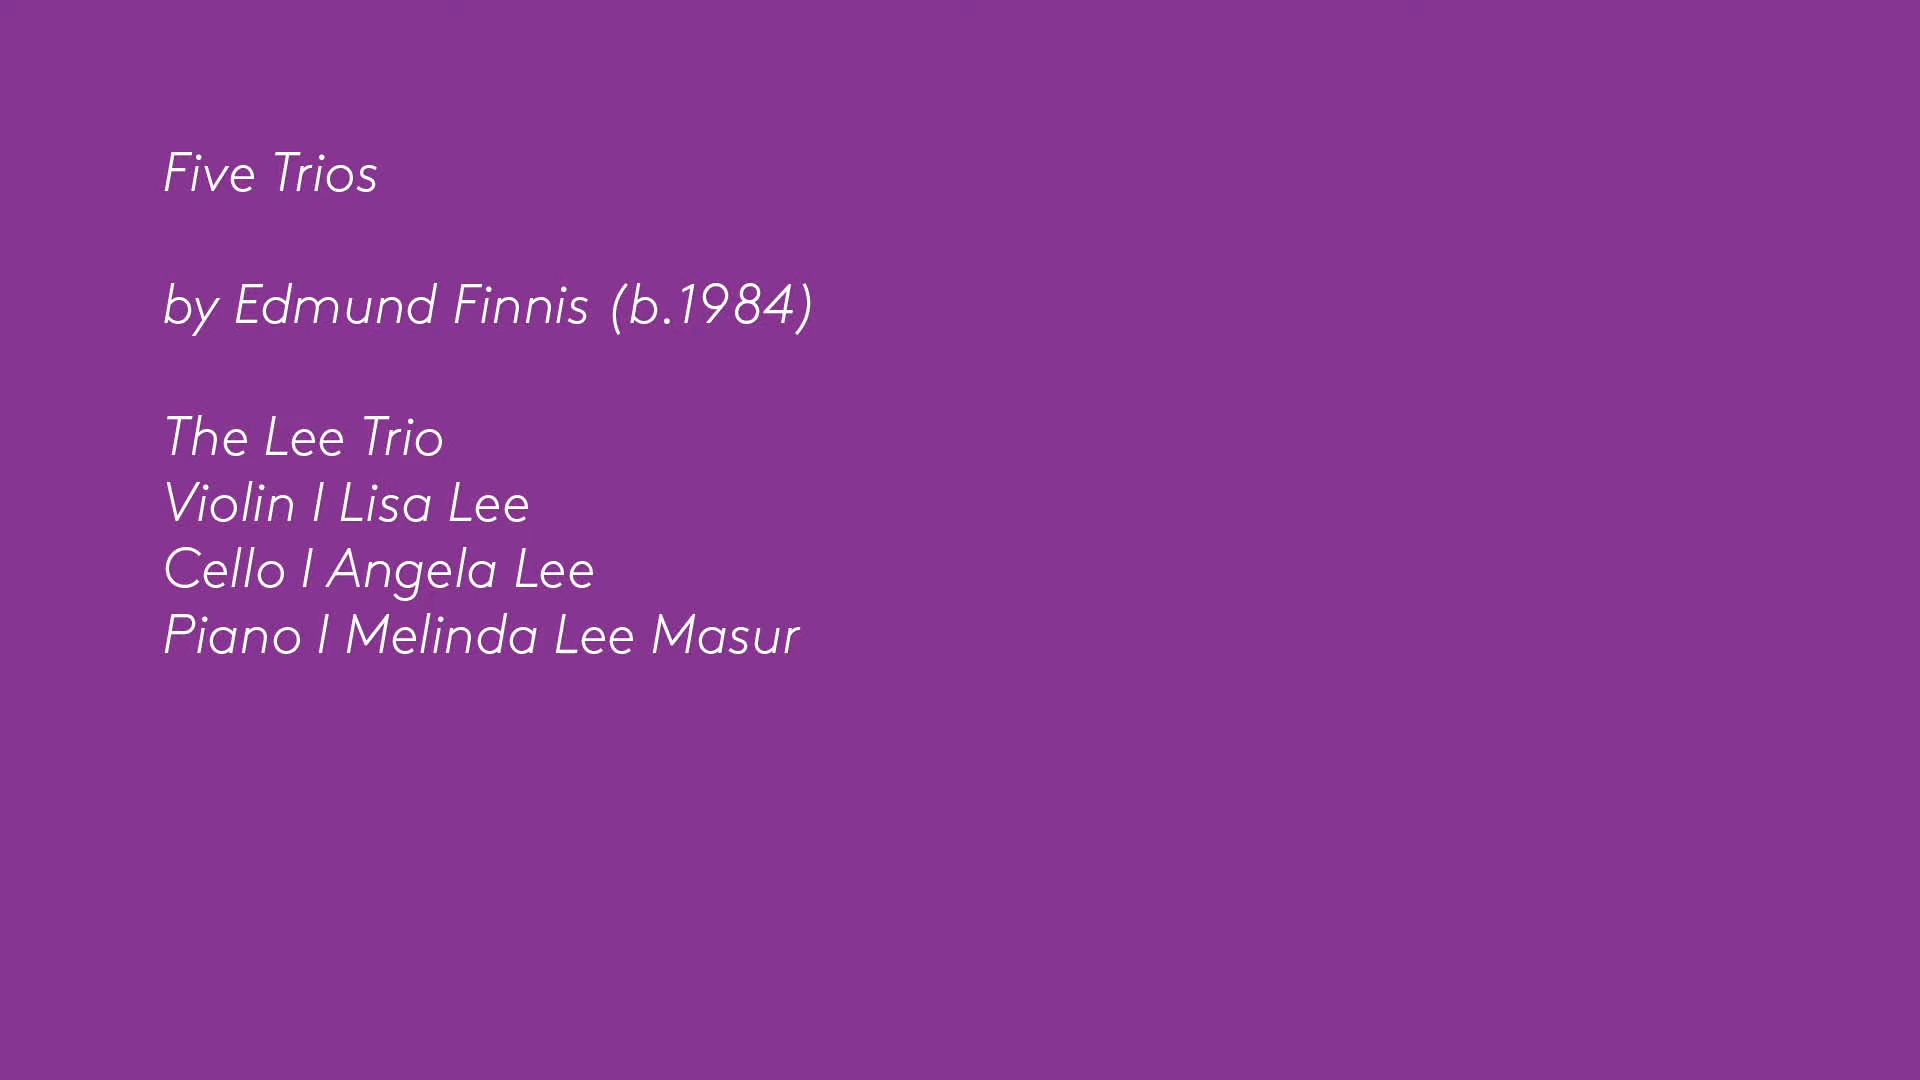 Five Trios
by Edmund Finnis (b.1984)
The Lee Trio
Violin I Lisa Lee
Cello I Angela Lee
Piano I Melinda Lee Masur